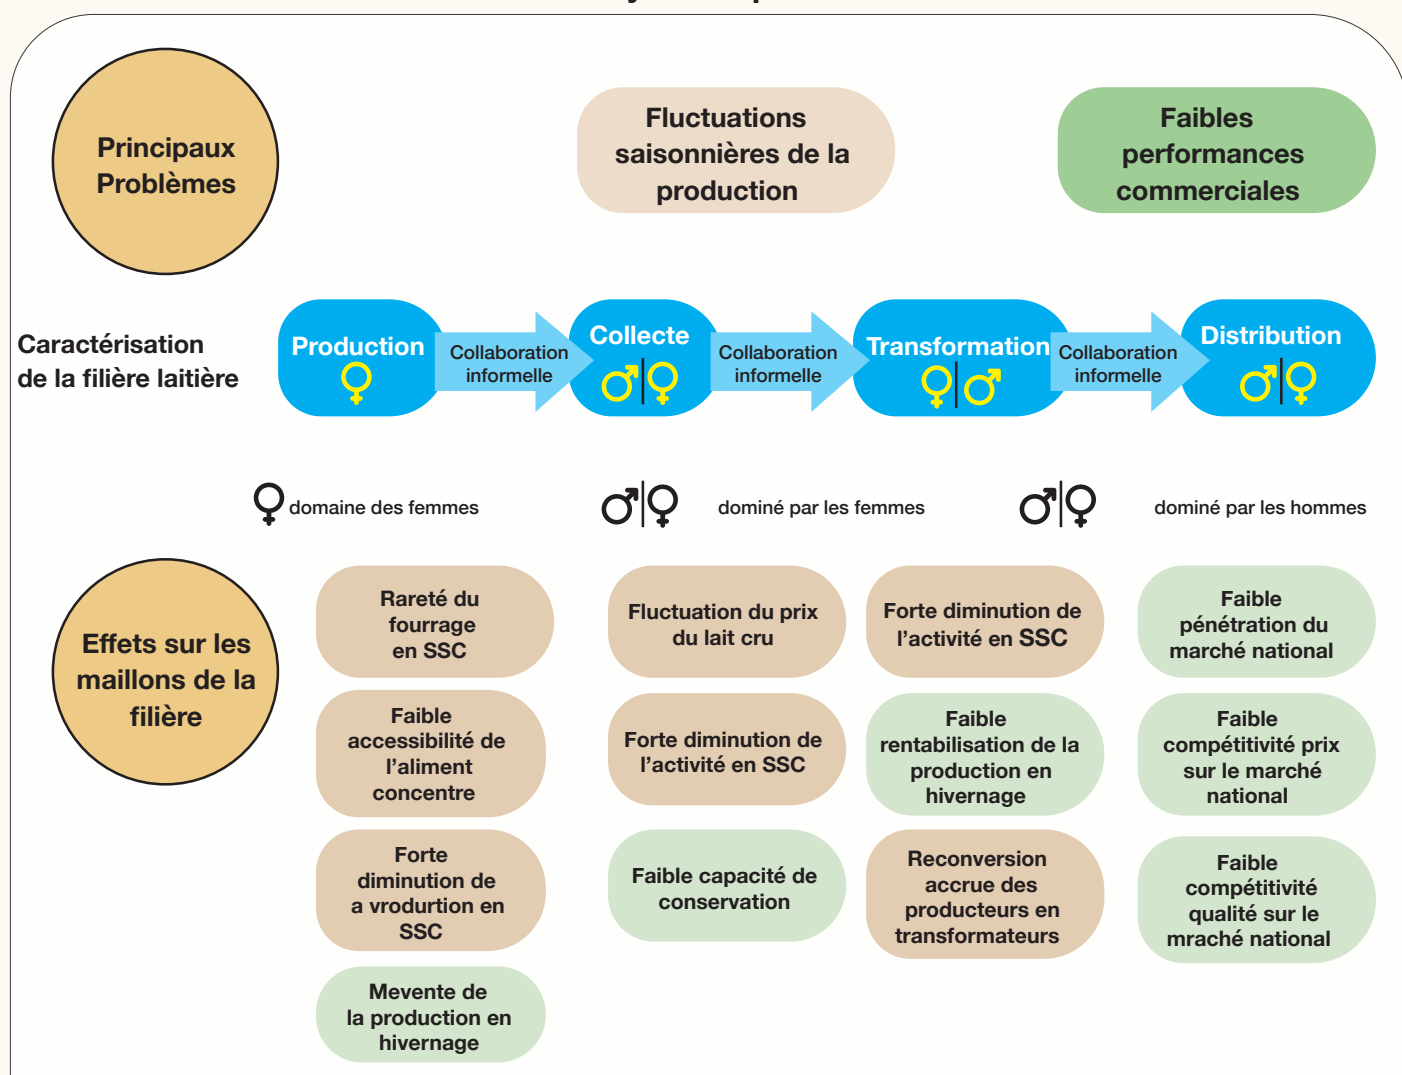 Principaux
Problèmes
Fluctuations
saisonnières de la
production
Faibles
performances
commerciales
Caractérisation
de la filière laitière
Production
Collaboration
informelle
Collecte
Collaboration
informelle
Transformation
Collaboration
informelle
Distribution
domaine des femmes
dominé par les femmes
dominé par les hommes
Effets sur les
maillons de la
filière
Rareté du
fourrage
en SSC
Faible
accessibilité de
l'aliment
concentre
Forte
diminution de
a vrodurtion en
SSC
Mevente de
la production en
hivernage
Fluctuation du prix
du lait cru
Forte diminution de
l'activité en SSC
Faible capacité de
conservation
Forte diminution de
l'activité en SSC
Faible
rentabilisation de la
production en
hivernage
Reconversion
accrue des
producteurs en
transformateurs
Faible
pénétration du
marché national
Faible
compétitivité prix
sur le marché
national
Faible
compétitivité
qualité sur le
mraché national